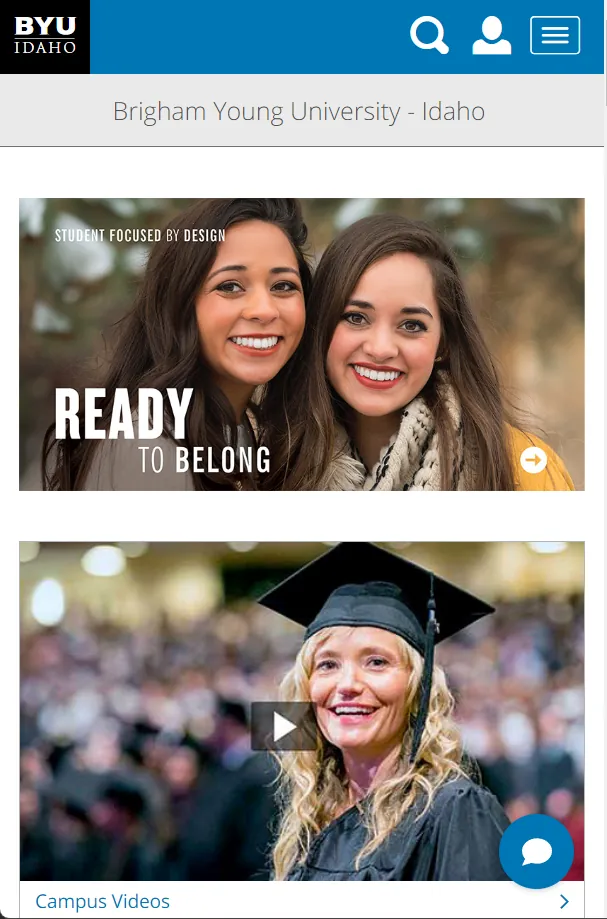 BYU
IDAHO
Brigham Young University - Idaho
STUDENT FOCUSED BY DESIGN
READY
TO BELONG
Campus Videos